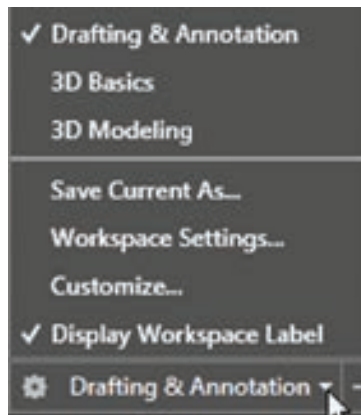 Drafting & Annotation
3D Basics
3D Modeling
Save Current As...
Workspace Settings...
Customize...
Display Workspace Label
Drafting & Annotation